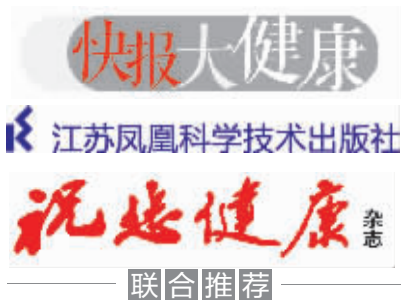 快报大健康
江苏凤凰科学技术出版社
祝您健康 杂志
联合推荐